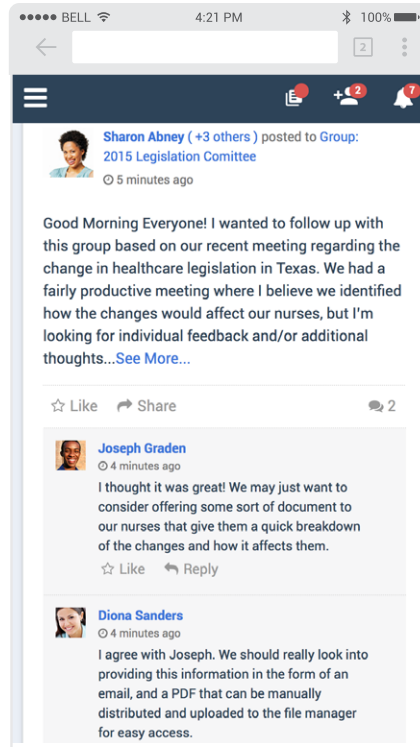 BELL 4:21 PM 100%
2
2 7
Sharon Abney ( +3 others ) posted to Group:
2015 Legislation Comittee
5 minutes ago
Good Morning Everyone! I wanted to follow up with
this group based on our recent meeting regarding the
change in healthcare legislation in Texas. We had a
fairly productive meeting where I believe we identified
how the changes would affect our nurses, but I'm
looking for individual feedback and/or additional
thoughts...See More...
Like Share 2
Joseph Graden
4 minutes ago
I thought it was great! We may just want to
consider offering some sort of document to
our nurses that give them a quick breakdown
of the changes and how it affects them.
Like Reply
Diona Sanders
4 minutes ago
I agree with Joseph. We should really look into
providing this information in the form of an
email, and a PDF that can be manually
distributed and uploaded to the file manager
for easy access.